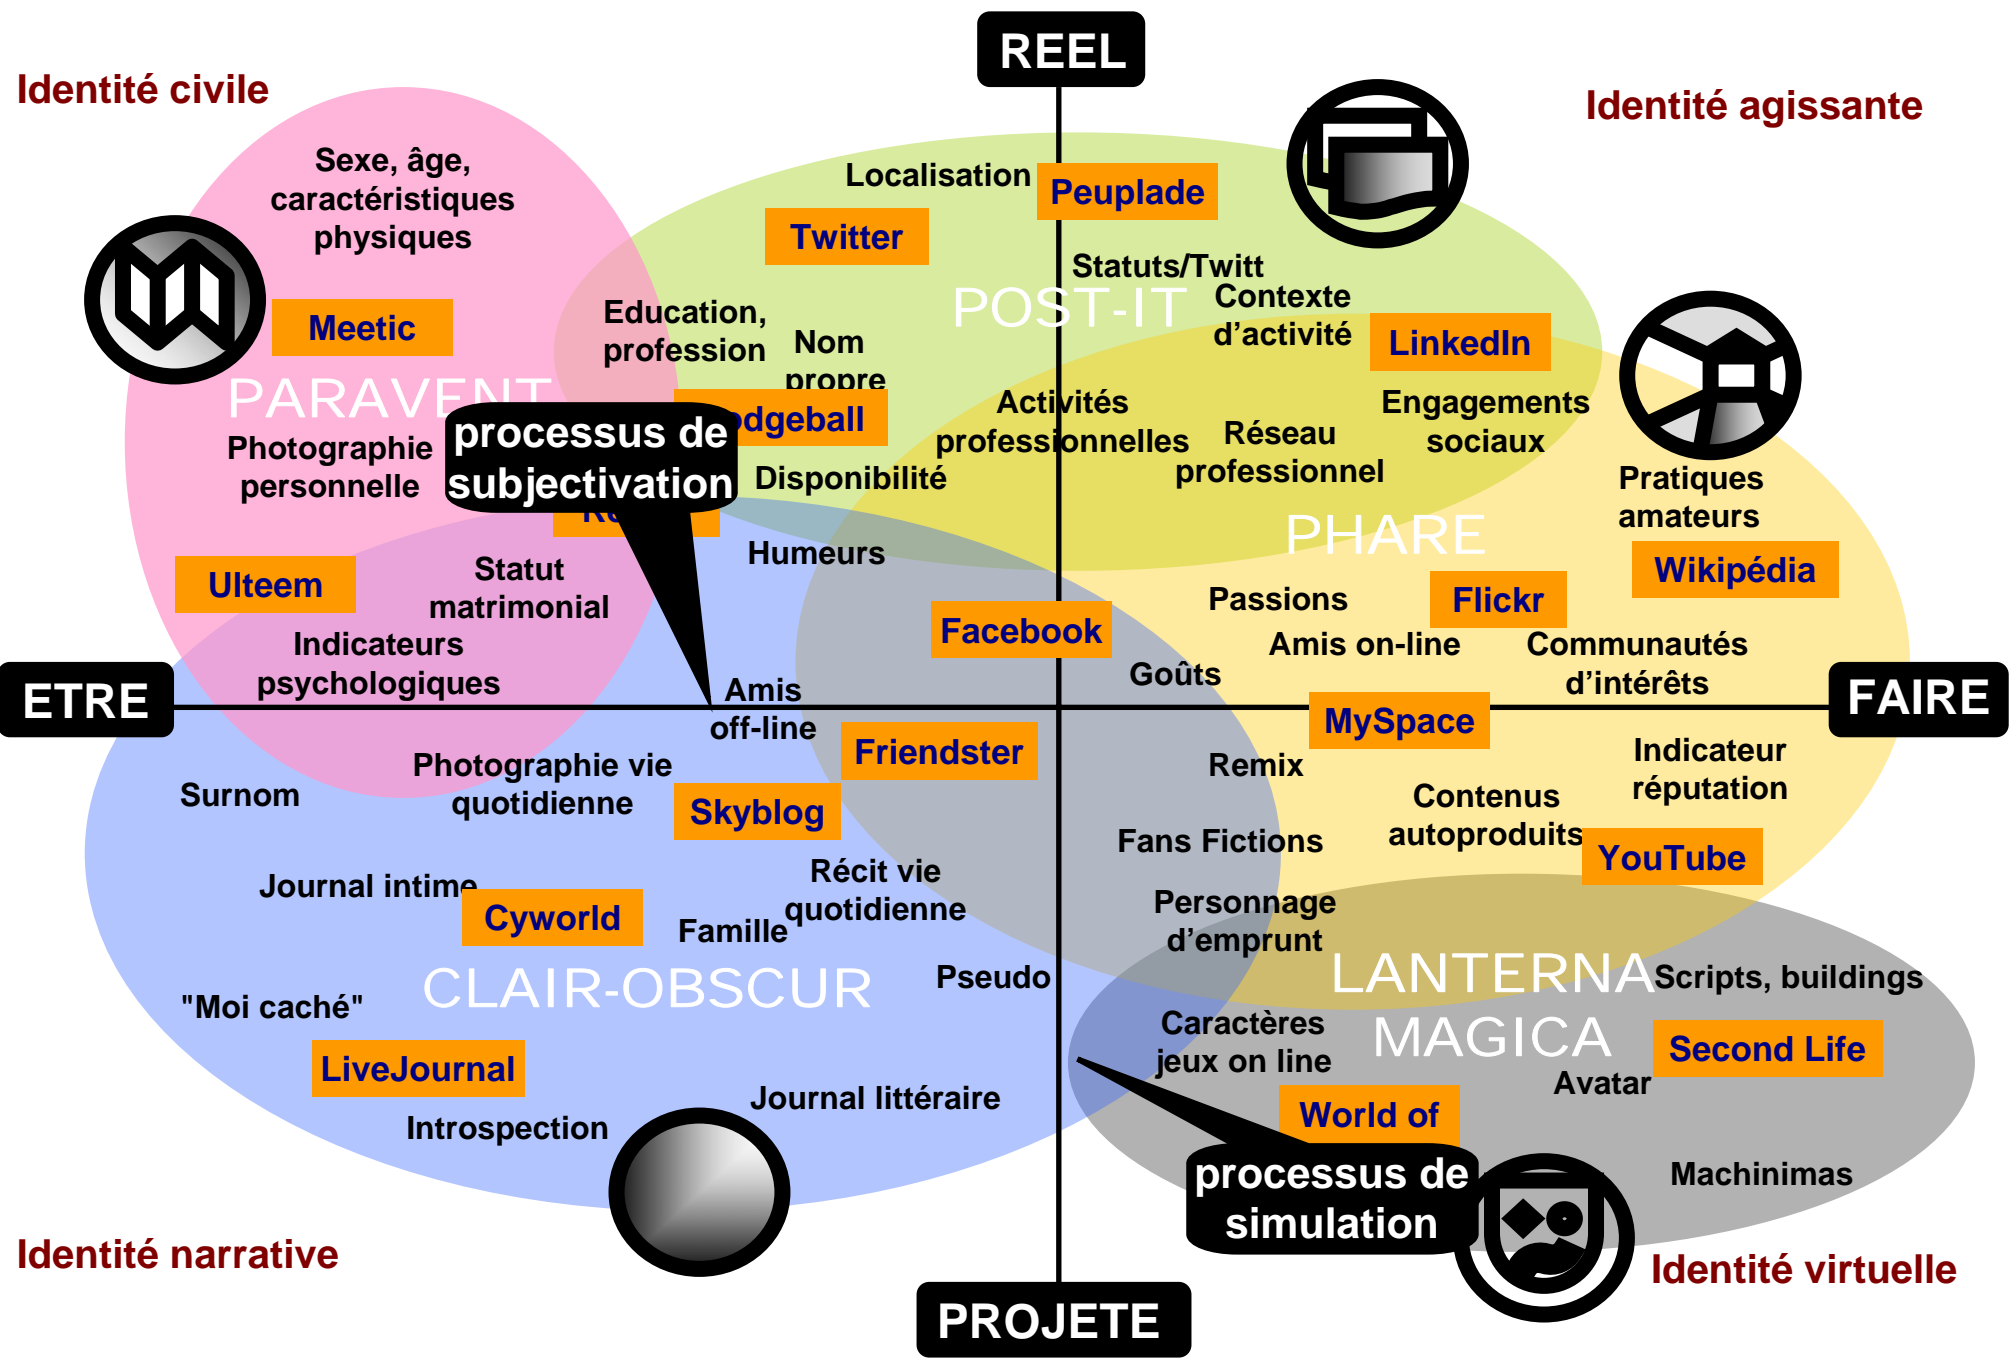 REEL
Identité civile
Identité agissante
Sexe, âge,
caractéristiques
physiques
Localisation
Peuplade
Twitter
Statuts/Twitt
POST-IT
Contexte
d'activité
Meetic
Education,
profession
Nom
propre
LinkedIn
PARAVENT
Activités
professionnelles
Engagements
sociaux
processus de
subjectivation
Réseau
professionnel
Photographie
personnelle
Disponibilité
Pratiques
amateurs
PHARE
Humeurs
Wikipédia
Ulteem
Statut
matrimonial
Passions
Flickr
Facebook
Indicateurs
psychologiques
Amis on-line
Communautés
d'intérêts
Goûts
ETRE
FAIRE
Amis
off-line
MySpace
Friendster
Photographie vie
quotidienne
Surnom
Remix
Indicateur
réputation
Skyblog
Contenus
autoproduits
Fans Fictions
YouTube
Journal intime
Récit vie
quotidienne
Cyworld
Famille
Personnage
d'emprunt
CLAIR-OBSCUR
Pseudo
LANTERNA
MAGICA
Scripts, buildings
"Moi caché"
Caractères
jeux on line
Second Life
LiveJournal
Avatar
Journal littéraire
World of
Introspection
processus de
simulation
Machinimas
Identité narrative
Identité virtuelle
PROJETE